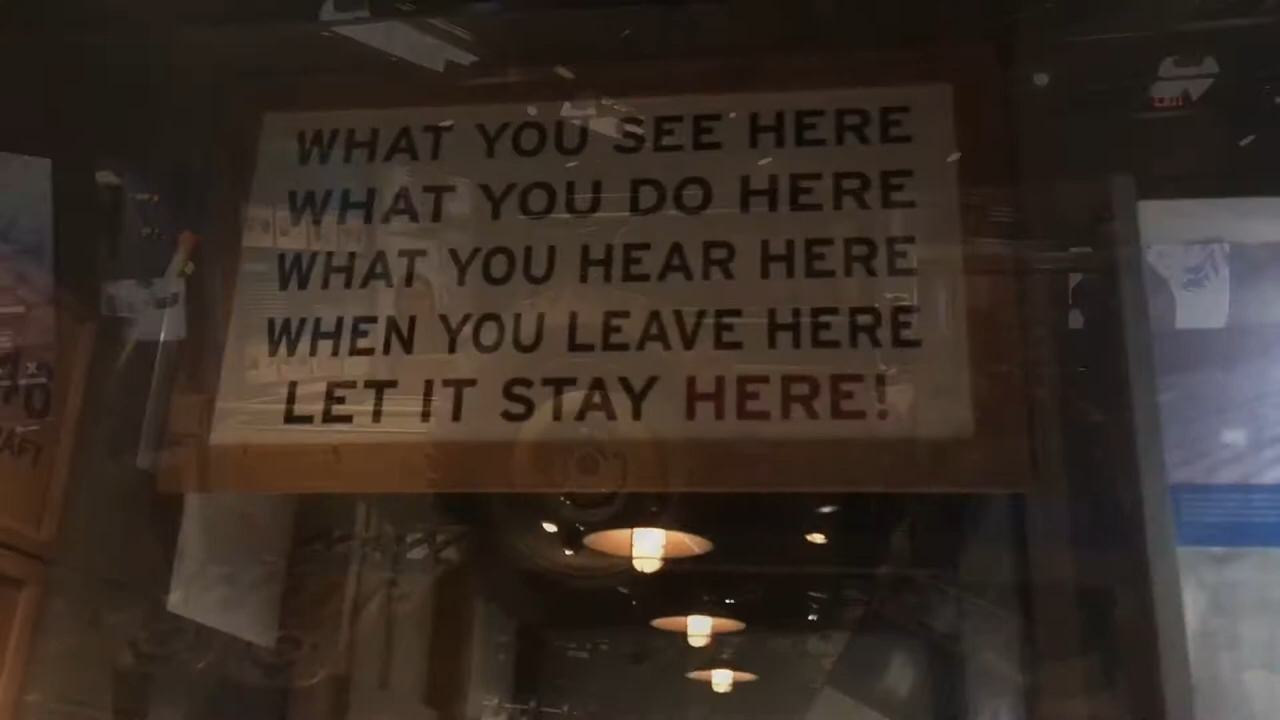 WHAT YOU SEE HERE
WHAT YOU DO HERE
WHAT YOU HEAR HERE
WHEN YOU LEAVE HERE
LET IT STAY HERE!